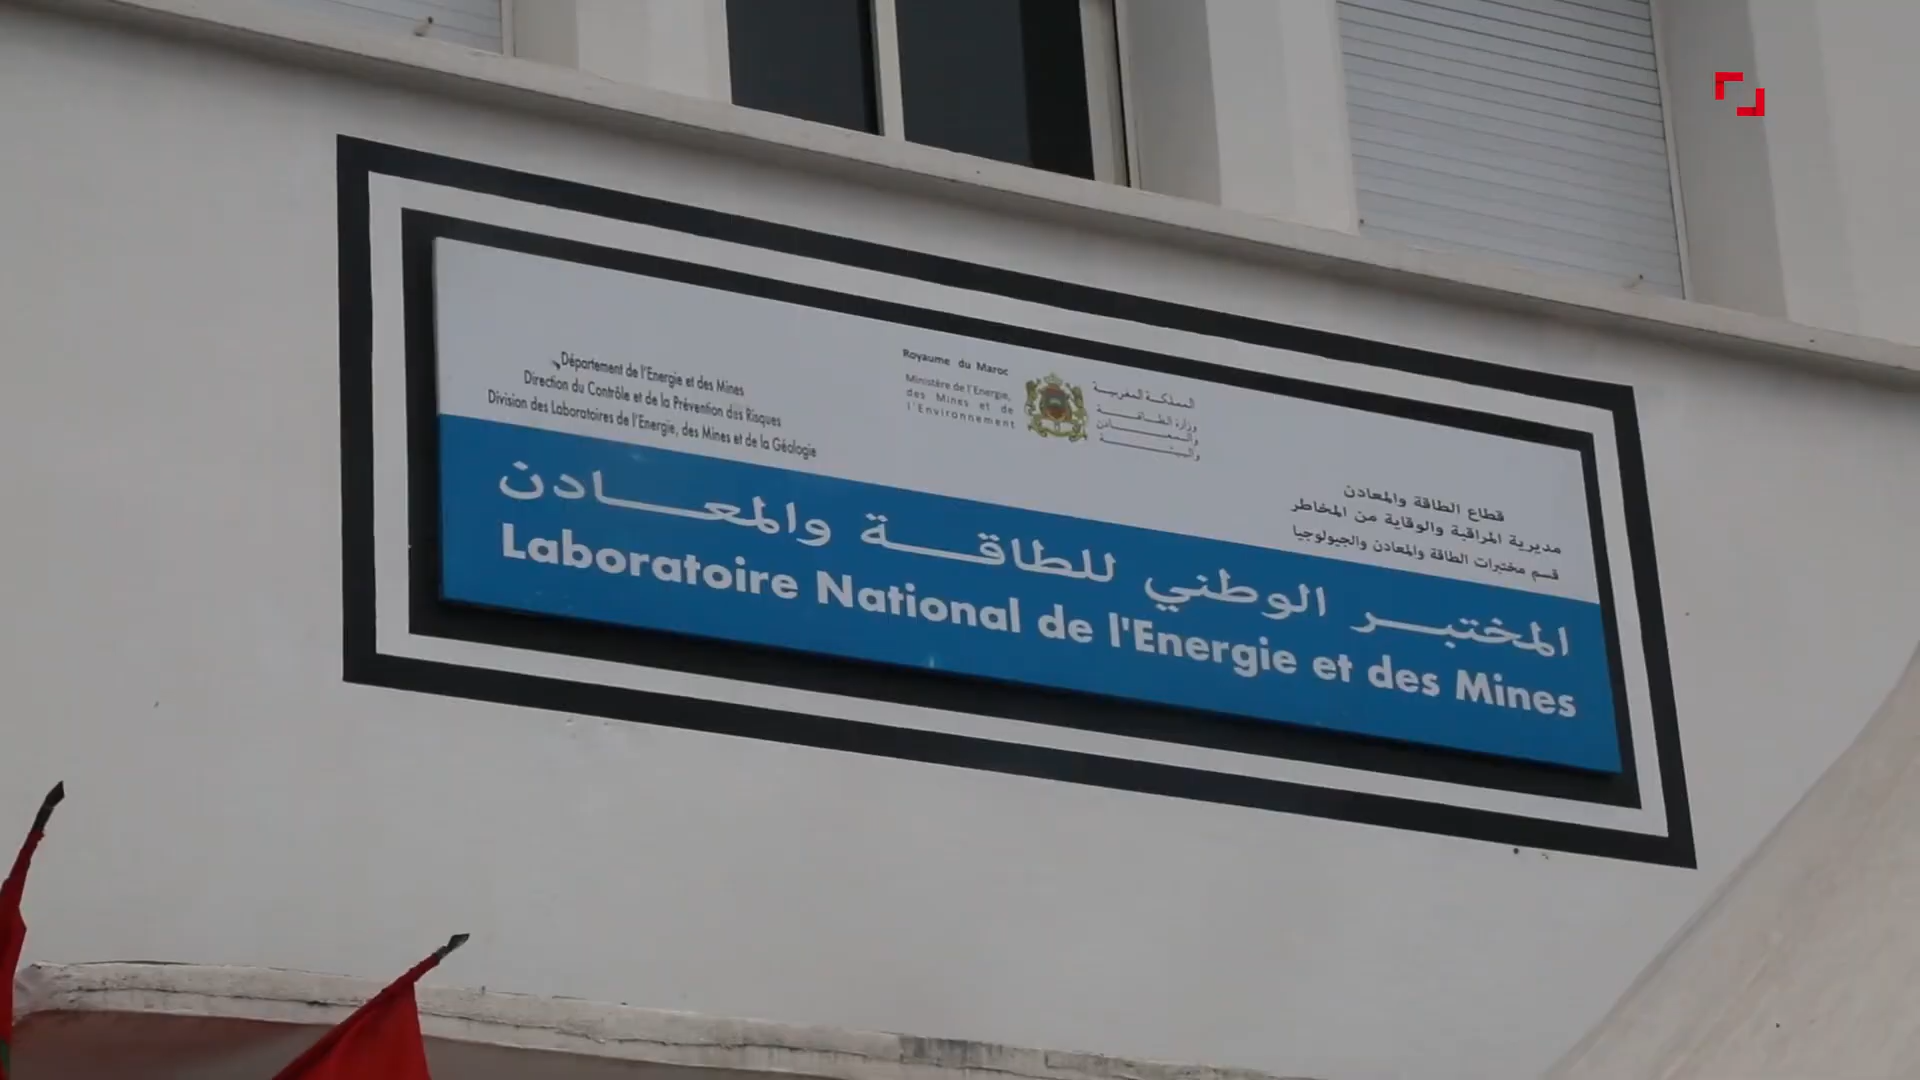 Département de l'Energie et des Mines
Direction du Contrôle et de la Prévention des Risques
Division des Laboratoires de l'Energie, des Mines et de la Géologie
Royaume du Maroc
Ministère de l'Energie,
des Mines et de
l'Environnement
المملكة المغربية
وزارة الطاقة
والمعادن
والبيئة
قطاع الطاقة والمعادن
مديرية المراقبة والوقاية من المخاطر
قسم مختبرات الطاقة والمعادن والجيولوجيا
المختبر الوطني للطاقة والمعادن
Laboratoire National de l'Energie et des Mines